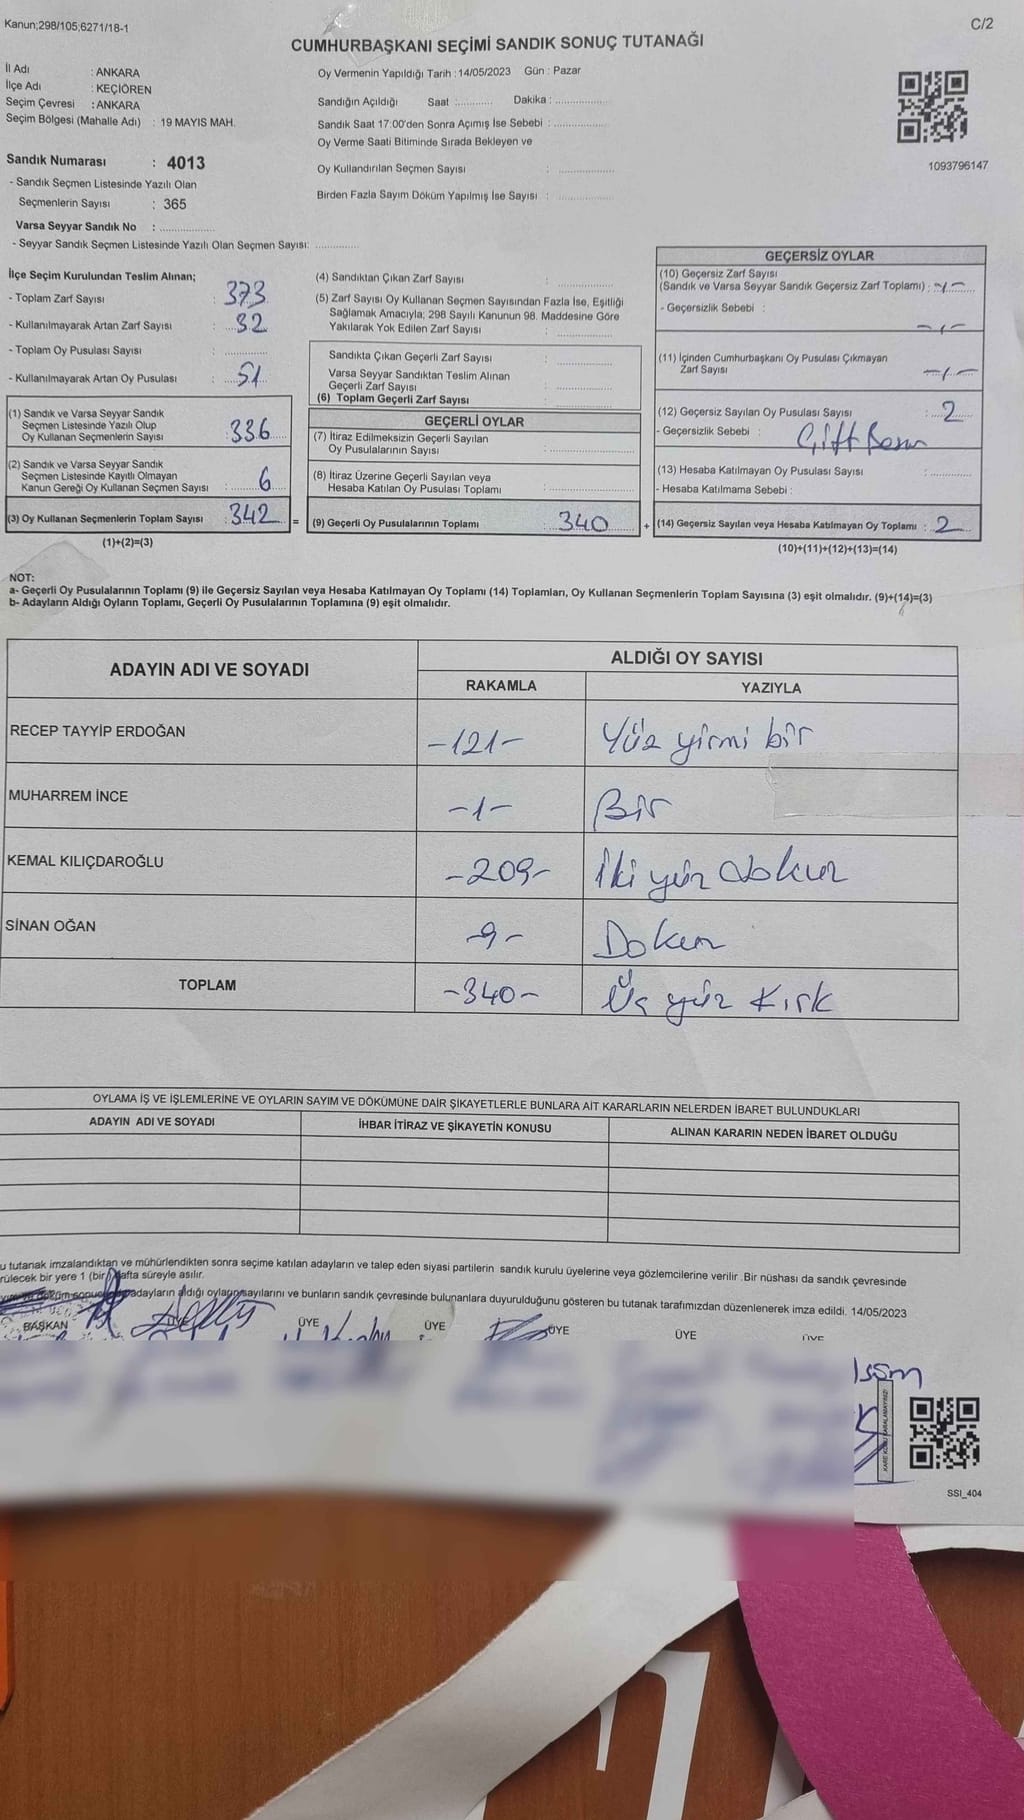 Kanun;298/105;6271/18-1
C/2
CUMHURBAŞKANI SEÇİMİ SANDIK SONUÇ TUTANAĞI
İl Adı : ANKARA
İlçe Adı : KEÇİÖREN
Seçim Çevresi : ANKARA
Seçim Bölgesi (Mahalle Adı) : 19 MAYIS MAH.
Sandık Numarası : 4013
- Sandık Seçmen Listesinde Yazılı Olan
Seçmenlerin Sayısı : 365
Varsa Seyyar Sandık No : ..............
- Seyyar Sandık Seçmen Listesinde Yazılı Olan Seçmen Sayısı: ..............
Oy Vermenin Yapıldığı Tarih : 14/05/2023 Gün : Pazar
Sandığın Açıldığı Saat :............ Dakika : ................
Sandık Saat 17:00'den Sonra Açımış İse Sebebi : ................
Oy Verme Saati Bitiminde Sırada Bekleyen ve
Oy Kullandırılan Seçmen Sayısı : ................
Birden Fazla Sayım Döküm Yapılmış İse Sayısı : ................
1093796147
İlçe Seçim Kurulundan Teslim Alınan;
- Toplam Zarf Sayısı : 373
- Kullanılmayarak Artan Zarf Sayısı : 32
- Toplam Oy Pusulası Sayısı : ..............
- Kullanılmayarak Artan Oy Pusulası : 51
(1) Sandık ve Varsa Seyyar Sandık
Seçmen Listesinde Yazılı Olup
Oy Kullanan Seçmenlerin Sayısı : 336
(2) Sandık ve Varsa Seyyar Sandık
Seçmen Listesinde Kayıtlı Olmayan
Kanun Gereği Oy Kullanan Seçmen Sayısı : 6
(3) Oy Kullanan Seçmenlerin Toplam Sayısı : 342 =
(1)+(2)=(3)
(4) Sandıktan Çıkan Zarf Sayısı : ................
(5) Zarf Sayısı Oy Kullanan Seçmen Sayısından Fazla İse, Eşitliği
Sağlamak Amacıyla; 298 Sayılı Kanunun 98. Maddesine Göre
Yakılarak Yok Edilen Zarf Sayısı : ................
Sandıkta Çıkan Geçerli Zarf Sayısı : ................
Varsa Seyyar Sandıktan Teslim Alınan
Geçerli Zarf Sayısı : ................
(6) Toplam Geçerli Zarf Sayısı : ................
GEÇERLİ OYLAR
(7) İtiraz Edilmeksizin Geçerli Sayılan
Oy Pusulalarının Sayısı : ................
(8) İtiraz Üzerine Geçerli Sayılan veya
Hesaba Katılan Oy Pusulası Toplamı : ................
(9) Geçerli Oy Pusulalarının Toplamı : 340 +
GEÇERSİZ OYLAR
(10) Geçersiz Zarf Sayısı
(Sandık ve Varsa Seyyar Sandık Geçersiz Zarf Toplamı) : -/-
- Geçersizlik Sebebi :
-/-
(11) İçinden Cumhurbaşkanı Oy Pusulası Çıkmayan
Zarf Sayısı -/-
(12) Geçersiz Sayılan Oy Pusulası Sayısı : 2
- Geçersizlik Sebebi : Çift Basım
(13) Hesaba Katılmayan Oy Pusulası Sayısı : ..............
- Hesaba Katılmama Sebebi :
(14) Geçersiz Sayılan veya Hesaba Katılmayan Oy Toplamı : 2
(10)+(11)+(12)+(13)=(14)
NOT:
a- Geçerli Oy Pusulalarının Toplamı (9) ile Geçersiz Sayılan veya Hesaba Katılmayan Oy Toplamı (14) Toplamları, Oy Kullanan Seçmenlerin Toplam Sayısına (3) eşit olmalıdır. (9)+(14)=(3)
b- Adayların Aldığı Oyların Toplamı, Geçerli Oy Pusulalarının Toplamına (9) eşit olmalıdır.
ADAYIN ADI VE SOYADI ALDIĞI OY SAYISI
RAKAMLA YAZIYLA
RECEP TAYYİP ERDOĞAN -121- Yüz yirmi bir
MUHARREM İNCE -1- Bir
KEMAL KILIÇDAROĞLU -209- İki yüz dokuz
SİNAN OĞAN -9- Dokuz
TOPLAM -340- Üç yüz Kırk
OYLAMA İŞ VE İŞLEMLERİNE VE OYLARIN SAYIM VE DÖKÜMÜNE DAİR ŞİKAYETLERLE BUNLARA AİT KARARLARIN NELERDEN İBARET BULUNDUKLARI
ADAYIN ADI VE SOYADI İHBAR İTİRAZ VE ŞİKAYETİN KONUSU ALINAN KARARIN NEDEN İBARET OLDUĞU
u tutanak imzalandıktan ve mühürlendikten sonra seçime katılan adayların ve talep eden siyasi partilerin sandık kurulu üyelerine veya gözlemcilerine verilir .Bir nüshası da sandık çevresinde
rülecek bir yere 1 (bir) hafta süreyle asılır.
adayların aldığı oyların sayılarını ve bunların sandık çevresinde bulunanlara duyurulduğunu gösteren bu tutanak tarafımızdan düzenlenerek imza edildi. 14/05/2023
BAŞKAN ÜYE ÜYE ÜYE ÜYE ÜYE ÜYE
KARE KODU KARALAMAYINIZ!
SSI_404